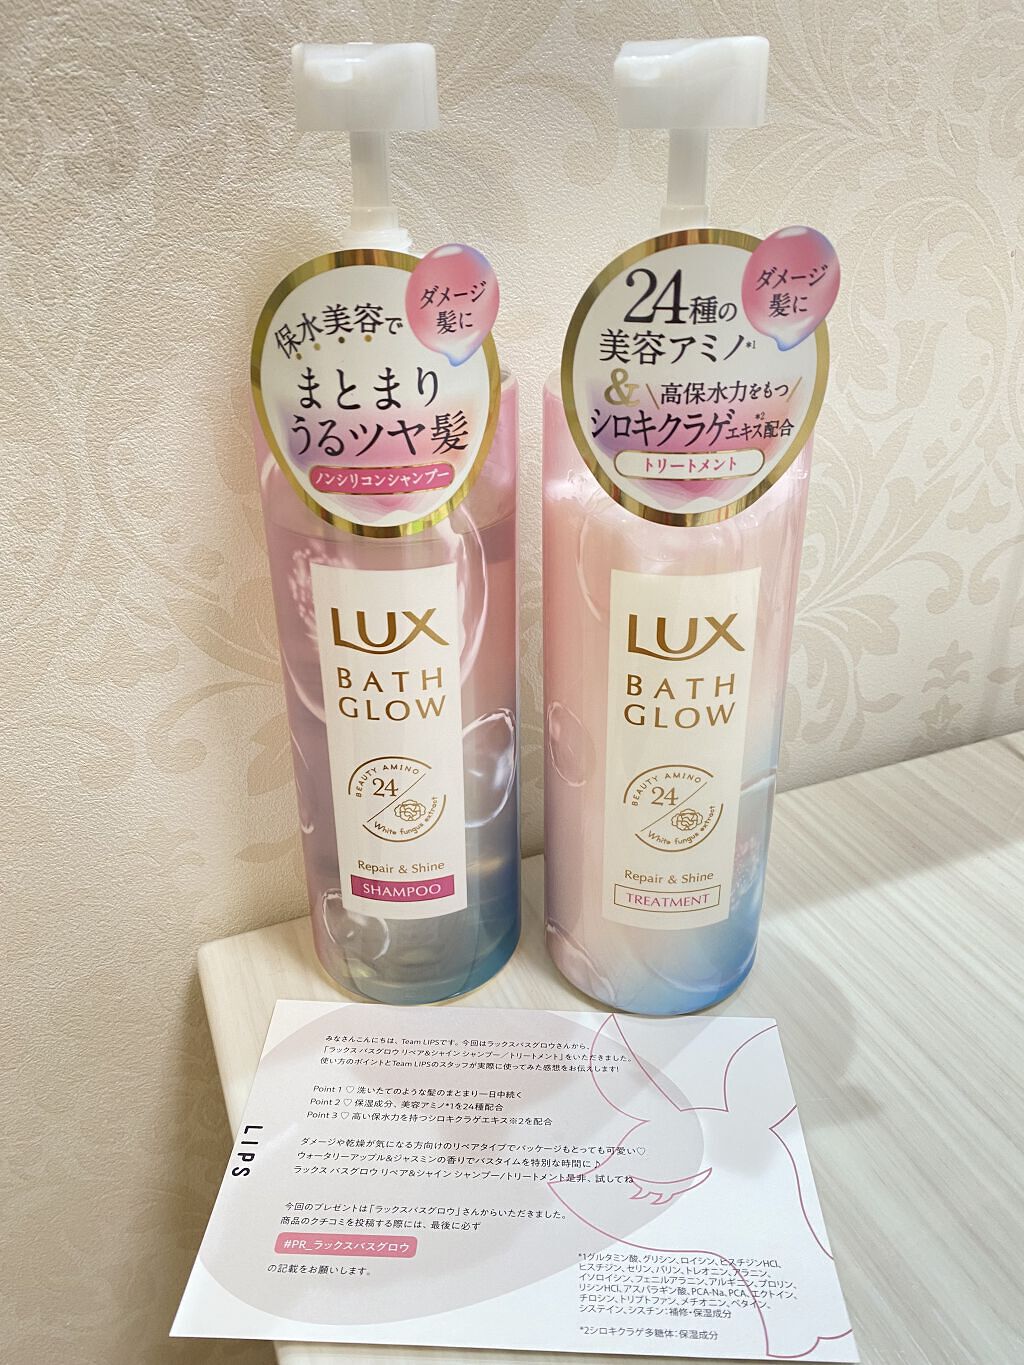 保水美容で
まとまり
うるツヤ髪
ノンシリコンシャンプー
ダメージ
髪に
LUX
BATH
GLOW
BEAUTY AMINO
24
White fungus extract
Repair & Shine
SHAMPOO
24種の
美容アミノ*1
&
高保水力をもつ
シロキクラゲエキス配合*2
トリートメント
ダメージ
髪に
LUX
BATH
GLOW
BEAUTY AMINO
24
White fungus extract
Repair & Shine
TREATMENT
みなさんこんにちは、Team LIPSです。今回はラックスバスグロウさんから、
「ラックス バスグロウ リペア&シャイン シャンプー／トリートメント」をいただきました。
使い方のポイントとTeam LIPSのスタッフが実際に使ってみた感想をお伝えします!
Point 1 ♡ 洗いたてのような髪のまとまり一日中続く
Point 2 ♡ 保湿成分、美容アミノ*1を24種配合
Point 3 ♡ 高い保水力を持つシロキクラゲエキス※2を配合
ダメージや乾燥が気になる方向けのリペアタイプでパッケージもとっても可愛い♡
ウォータリーアップル&ジャスミンの香りでバスタイムを特別な時間に♪
ラックス バスグロウ リペア&シャイン シャンプー/トリートメント是非、試してね
LIPS
今回のプレゼントは「ラックスバスグロウ」さんからいただきました。
商品のクチコミを投稿する際には、最後に必ず
#PR_ラックスバスグロウ
の記載をお願いします。
*1グルタミン酸、グリシン、ロイシン、ヒスチジンHCl、
ヒスチジン、セリン、バリン、トレオニン、アラニン、
イソロイシン、フェニルアラニン、アルギニン、プロリン、
リシンHCl、アスパラギン酸、PCA-Na、PCA、エクトイン、
チロシン、トリプトファン、メチオニン、ベタイン、
システイン、シスチン：補修・保湿成分
*2シロキクラゲ多糖体：保湿成分